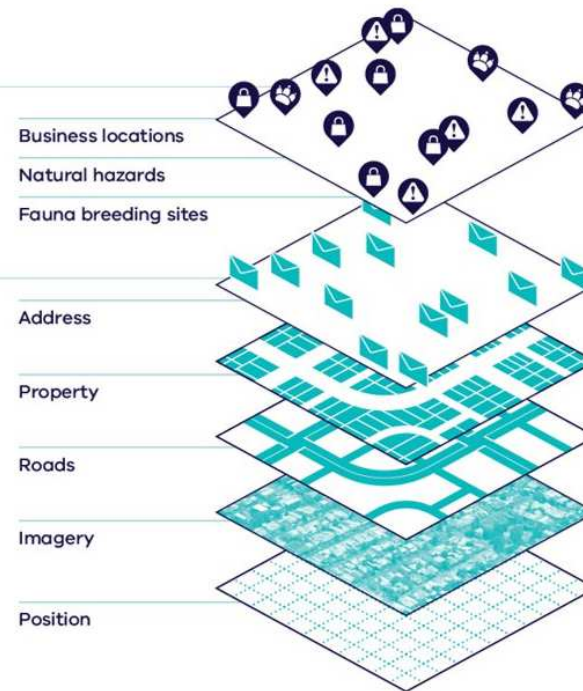 Business locations
Natural hazards
Fauna breeding sites
Address
Property
Roads
Imagery
Position